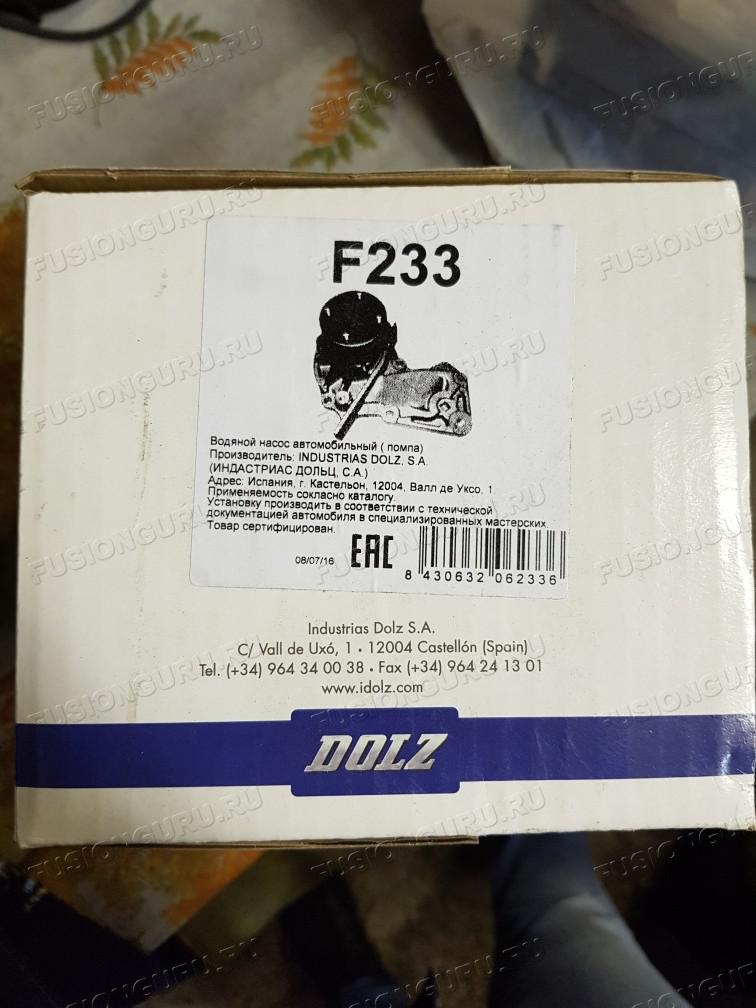 F233
Водяной насос автомобильный ( помпа)
Производитель: INDUSTRIAS DOLZ, S.A.
(ИНДАСТРИАС ДОЛЬЦ, С.А.)
Адрес: Испания, г. Кастельон, 12004, Валл де Уксо, 1
Применяемость согласно каталогу.
Установку производить в соответствии с технической
документацией автомобиля в специализированных мастерских.
Товар сертифицирован.
08/07/16 EAC
8 430632 062336
Industrias Dolz S.A.
C/ Vall de Uxó, 1 • 12004 Castellón (Spain)
Tel. (+34) 964 34 00 38 • Fax (+34) 964 24 13 01
www.idolz.com
DOLZ
FUSIONGURU.RU